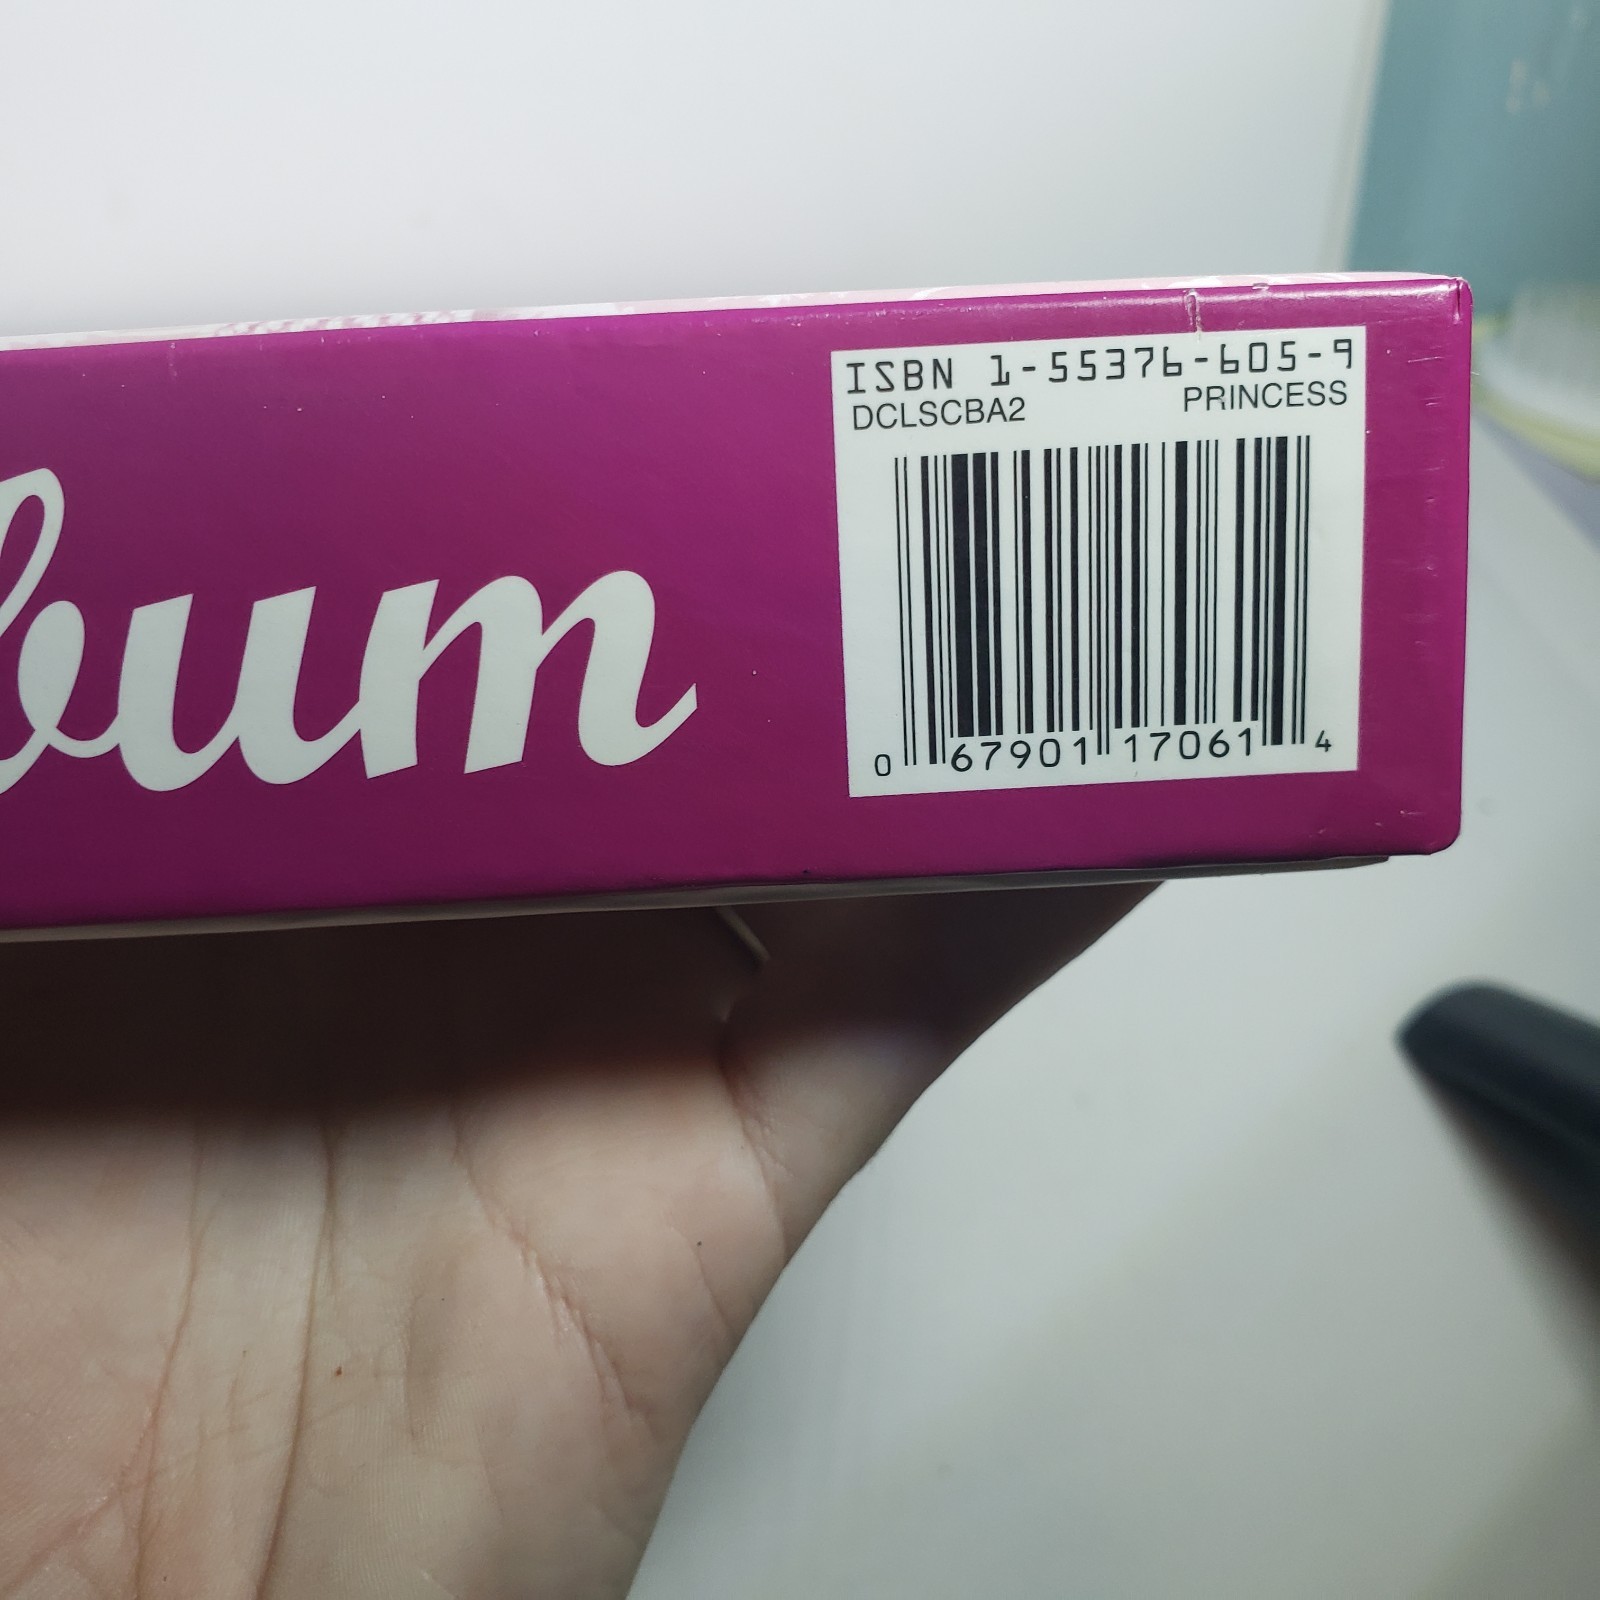 ISBN 1-55376-605-9
DCLSCBA2 PRINCESS
bum
0 67901 17061 4